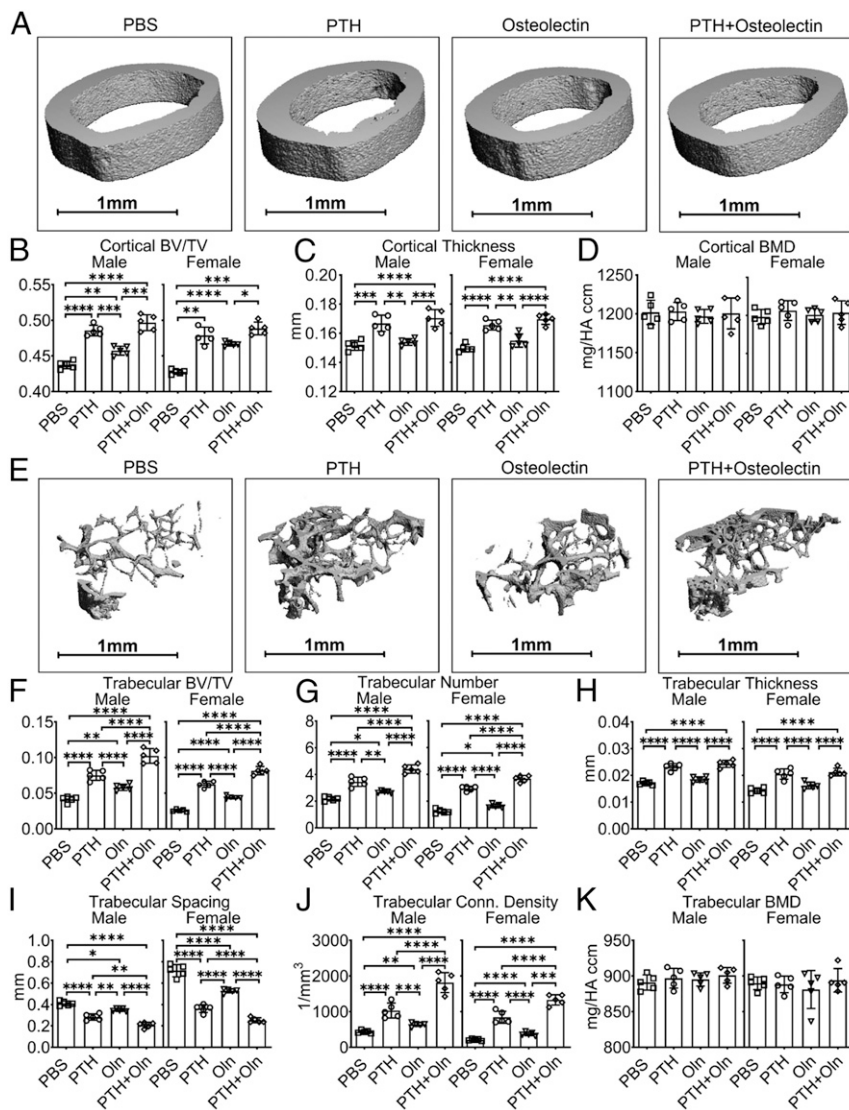 A
PBS PTH Osteolectin PTH+Osteolectin
1mm 1mm 1mm 1mm
B Cortical BV/TV
Male Female
**** *** ** *** **** * **** *** **
0.55
0.50
0.45
0.40
PBS PTH Oln PTH+Oln PBS PTH Oln PTH+Oln
C Cortical Thickness
Male Female
**** **** *** ** *** **** ** ****
mm
0.20
0.18
0.16
0.14
0.12
PBS PTH Oln PTH+Oln PBS PTH Oln PTH+Oln
D Cortical BMD
Male Female
mg/HA ccm
1250
1200
1150
1100
PBS PTH Oln PTH+Oln PBS PTH Oln PTH+Oln
E
PBS PTH Osteolectin PTH+Osteolectin
1mm 1mm 1mm 1mm
F Trabecular BV/TV
Male Female
**** **** **** **** ** **** **** **** **** **** **** ****
0.15
0.10
0.05
0.00
PBS PTH Oln PTH+Oln PBS PTH Oln PTH+Oln
G Trabecular Number
Male Female
**** **** **** **** * * **** **** ** **** **** ****
8
6
4
2
0
PBS PTH Oln PTH+Oln PBS PTH Oln PTH+Oln
H Trabecular Thickness
Male Female
**** **** **** **** **** **** **** ****
mm
0.04
0.03
0.02
0.01
0.00
PBS PTH Oln PTH+Oln PBS PTH Oln PTH+Oln
I Trabecular Spacing
Male Female
**** **** **** * ** **** **** ** **** **** ****
mm
1.0
0.8
0.6
0.4
0.2
0.0
PBS PTH Oln PTH+Oln PBS PTH Oln PTH+Oln
J Trabecular Conn. Density
Male Female
**** **** **** **** ** **** **** **** *** **** **** ***
1/mm³
3000
2000
1000
0
PBS PTH Oln PTH+Oln PBS PTH Oln PTH+Oln
K Trabecular BMD
Male Female
mg/HA ccm
950
900
850
800
PBS PTH Oln PTH+Oln PBS PTH Oln PTH+Oln